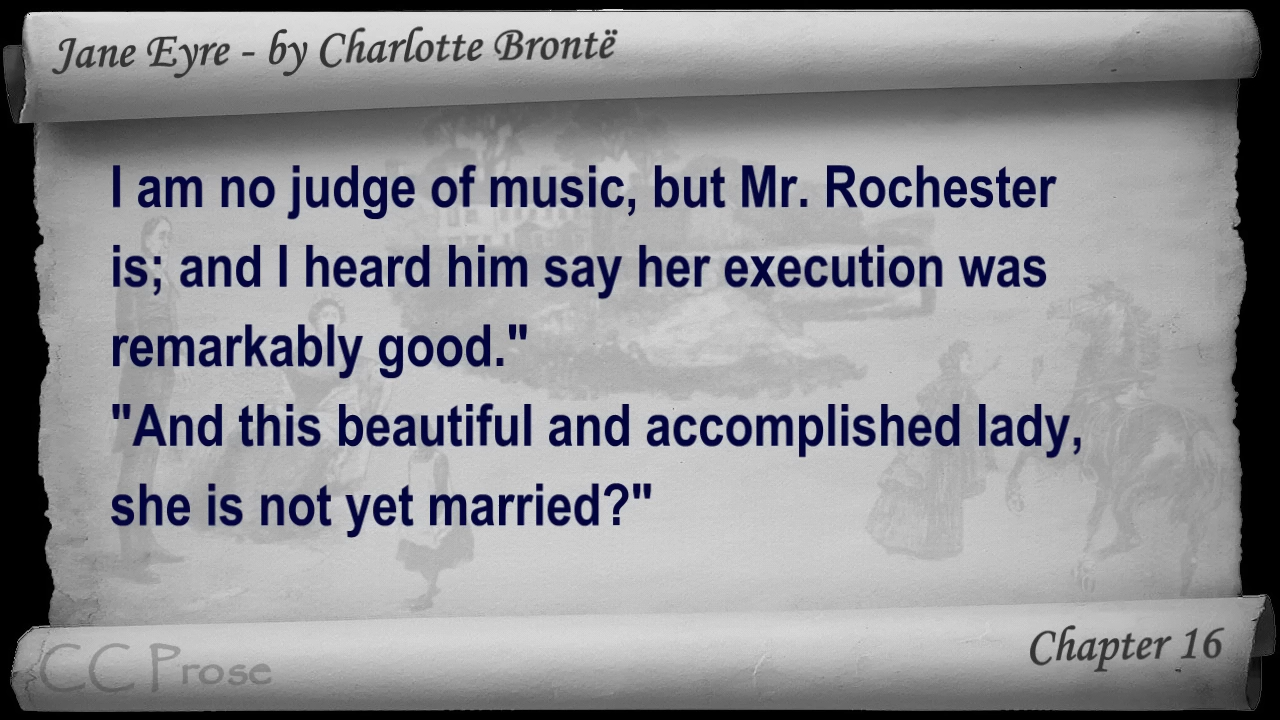 Jane Eyre - by Charlotte Brontë
I am no judge of music, but Mr. Rochester
is; and I heard him say her execution was
remarkably good."
"And this beautiful and accomplished lady,
she is not yet married?"
Chapter 16
CC Prose